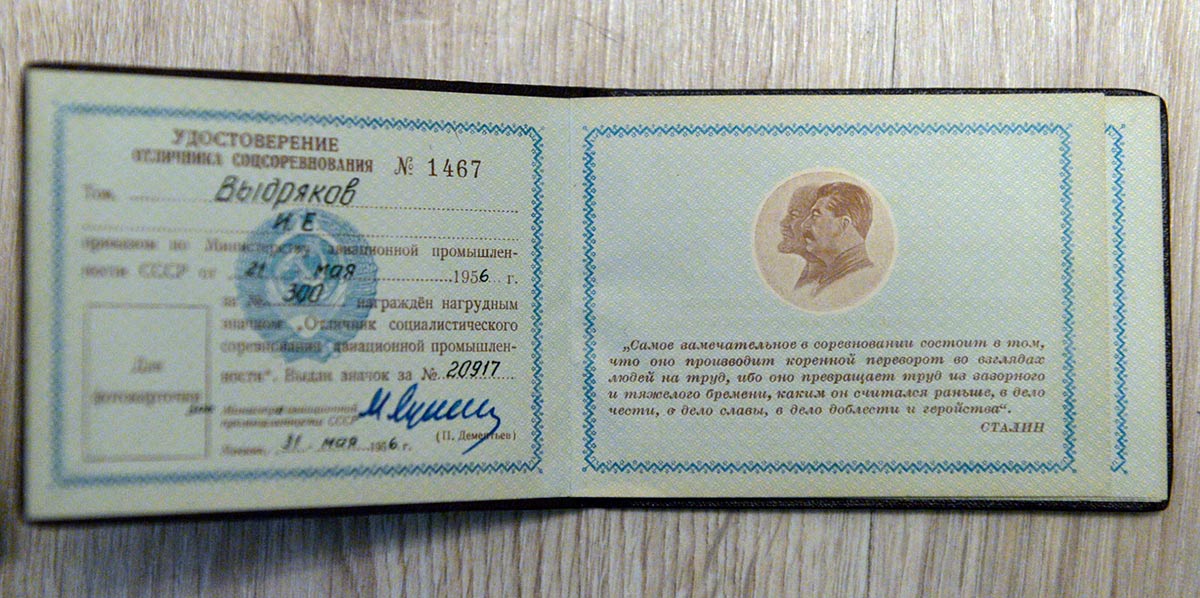 УДОСТОВЕРЕНИЕ
ОТЛИЧНИКА СОЦСОРЕВНОВАНИЯ № 1467
Тов. Выдряков
И. Е.
приказом по Министерству авиационной промышлен-
ности СССР от 21 мая 1956 г.
за № 300 награждён нагрудным
значком „Отличник социалистического
соревнования авиационной промышлен-
ности“. Выдан значок за № 20917
Для
фотокарточки
Министра авиационной
промышленности СССР
(П. Дементьев)
Москва, 31 мая 1956 г.
„Самое замечательное в соревновании состоит в том,
что оно производит коренной переворот во взглядах
людей на труд, ибо оно превращает труд из зазорного
и тяжелого бремени, каким он считался раньше, в дело
чести, в дело славы, в дело доблести и геройства“.
СТАЛИН